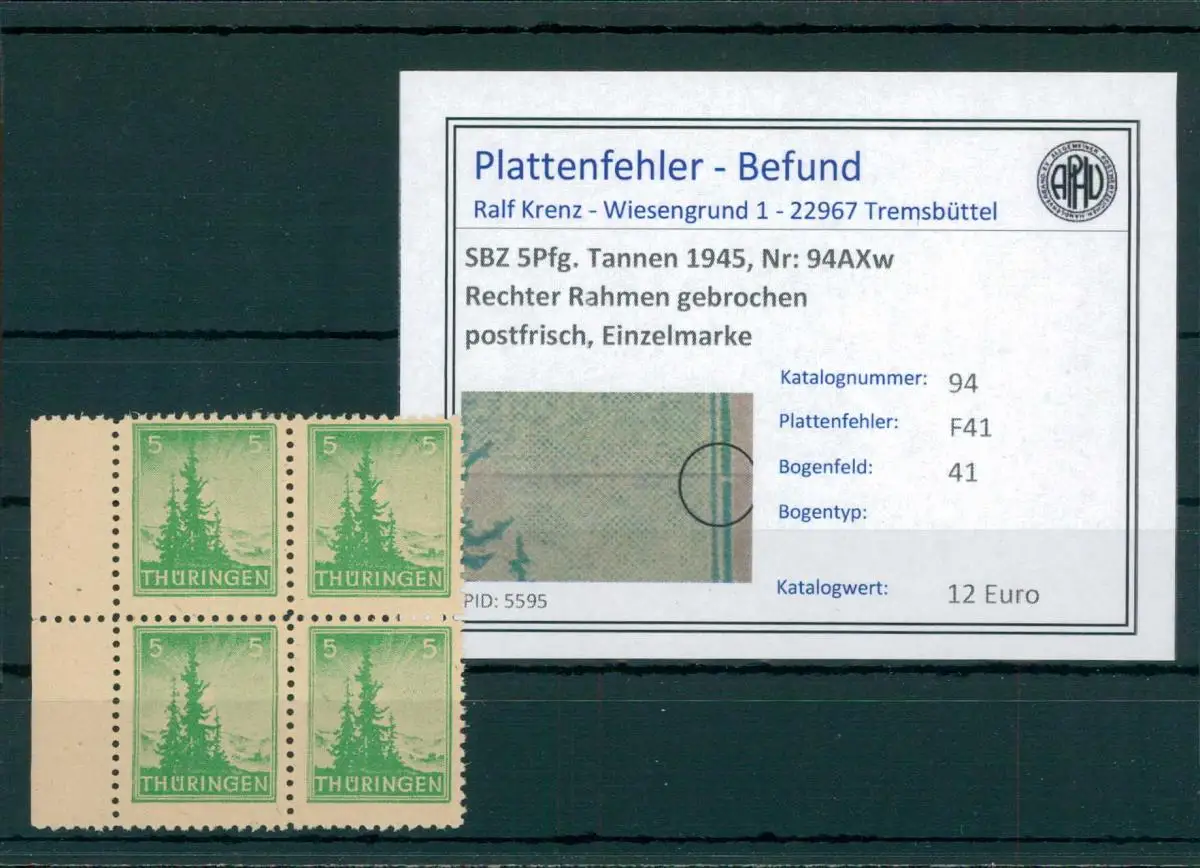 Plattenfehler - Befund
Ralf Krenz - Wiesengrund 1 - 22967 Tremsbüttel
APHV
SBZ 5Pfg. Tannen 1945, Nr: 94AXw
Rechter Rahmen gebrochen
postfrisch, Einzelmarke
Katalognummer: 94
Plattenfehler: F41
Bogenfeld: 41
Bogentyp:
Katalogwert: 12 Euro
PID: 5595
5 5 5 5
THÜRINGEN THÜRINGEN
5 5 5 5
THÜRINGEN THÜRINGEN